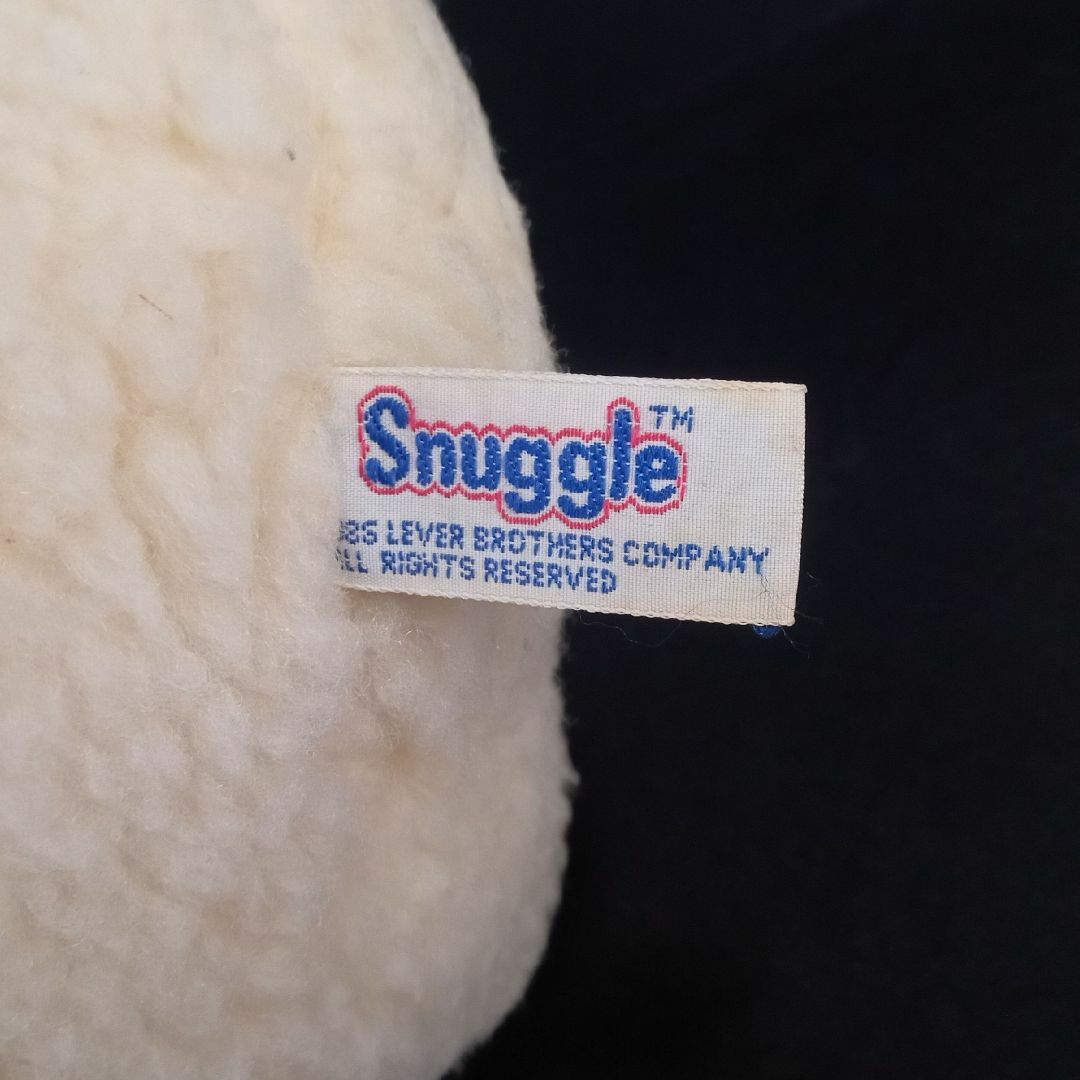 Snuggle™
LEVER BROTHERS COMPANY
RIGHTS RESERVED